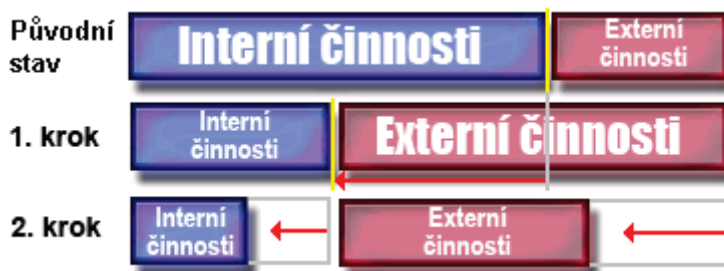 Původní
stav
Interní činnosti
Externí
činnosti
1. krok
Interní
činnosti
Externí činnosti
2. krok
Interní
činnosti
Externí
činnosti